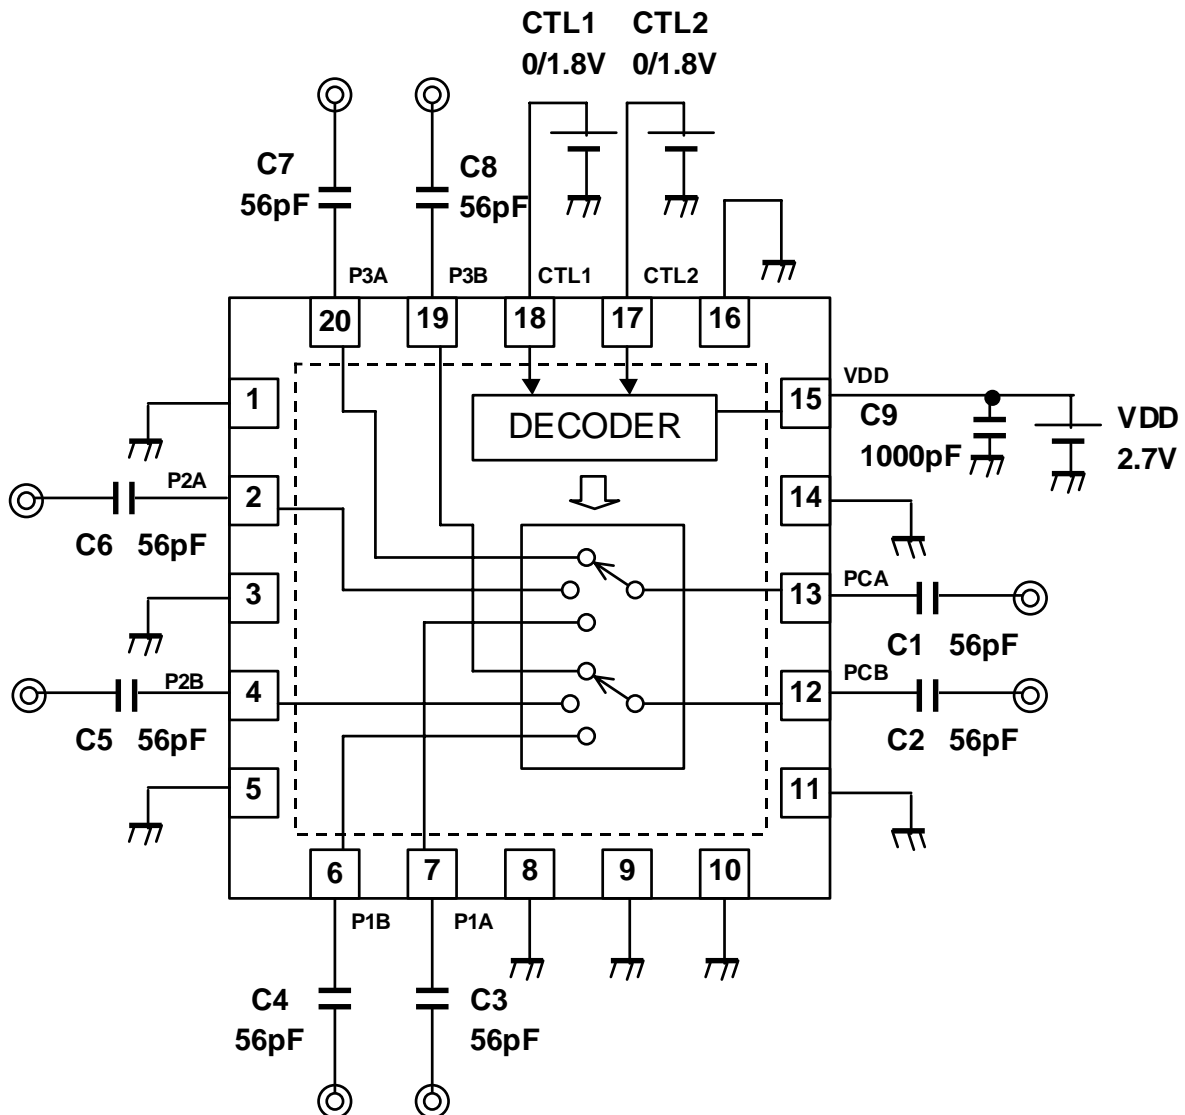 CTL1 CTL2
0/1.8V 0/1.8V
C7
56pF
C8
56pF
P3A
P3B
CTL1
CTL2
20
19
18
17
16
1
15
VDD
C9
1000pF
VDD
2.7V
DECODER
P2A
2
14
C6 56pF
3
13
PCA
C1 56pF
P2B
4
12
PCB
C5 56pF
C2 56pF
5
11
6
7
8
9
10
P1B
P1A
C4
56pF
C3
56pF